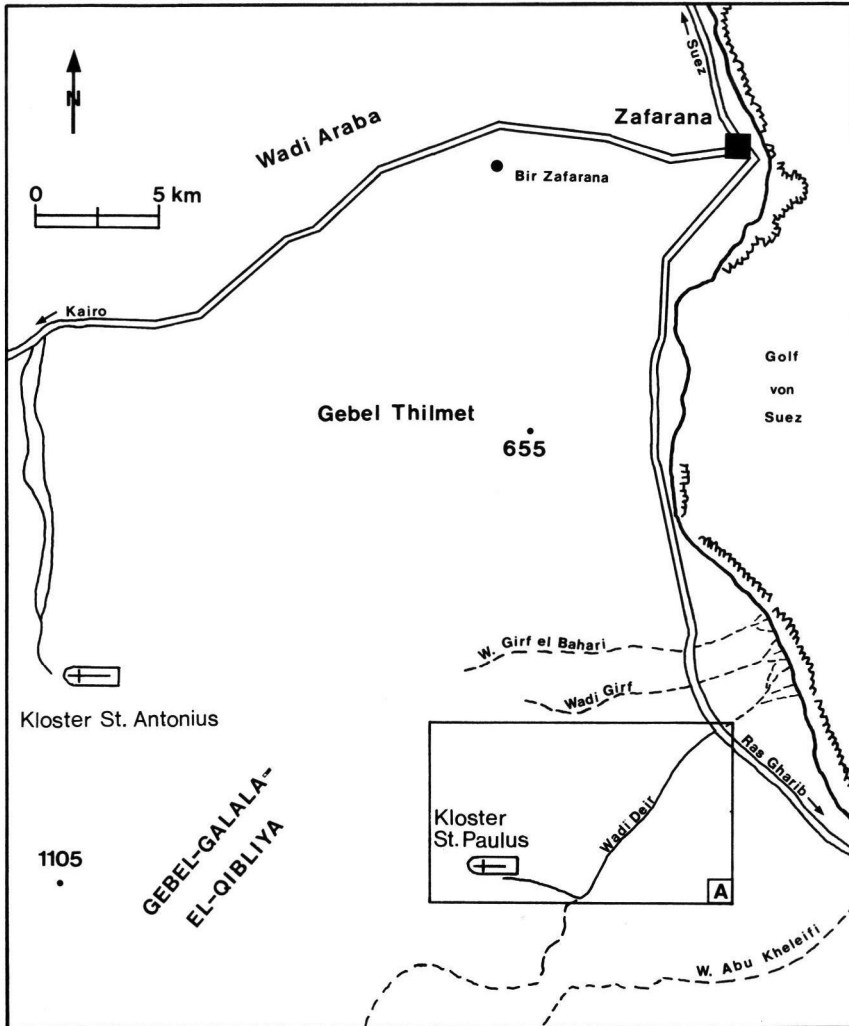 Suez
N
Zafarana
Wadi Araba
Bir Zafarana
0 5 km
Kairo
Golf
von
Suez
Gebel Thilmet
655
W. Girf el Bahari
Wadi Girf
Kloster St. Antonius
Ras Gharib
Wadi Deir
Kloster
St. Paulus
GEBEL-GALALA-
EL-QIBLIYA
1105
A
W. Abu Kheleifi